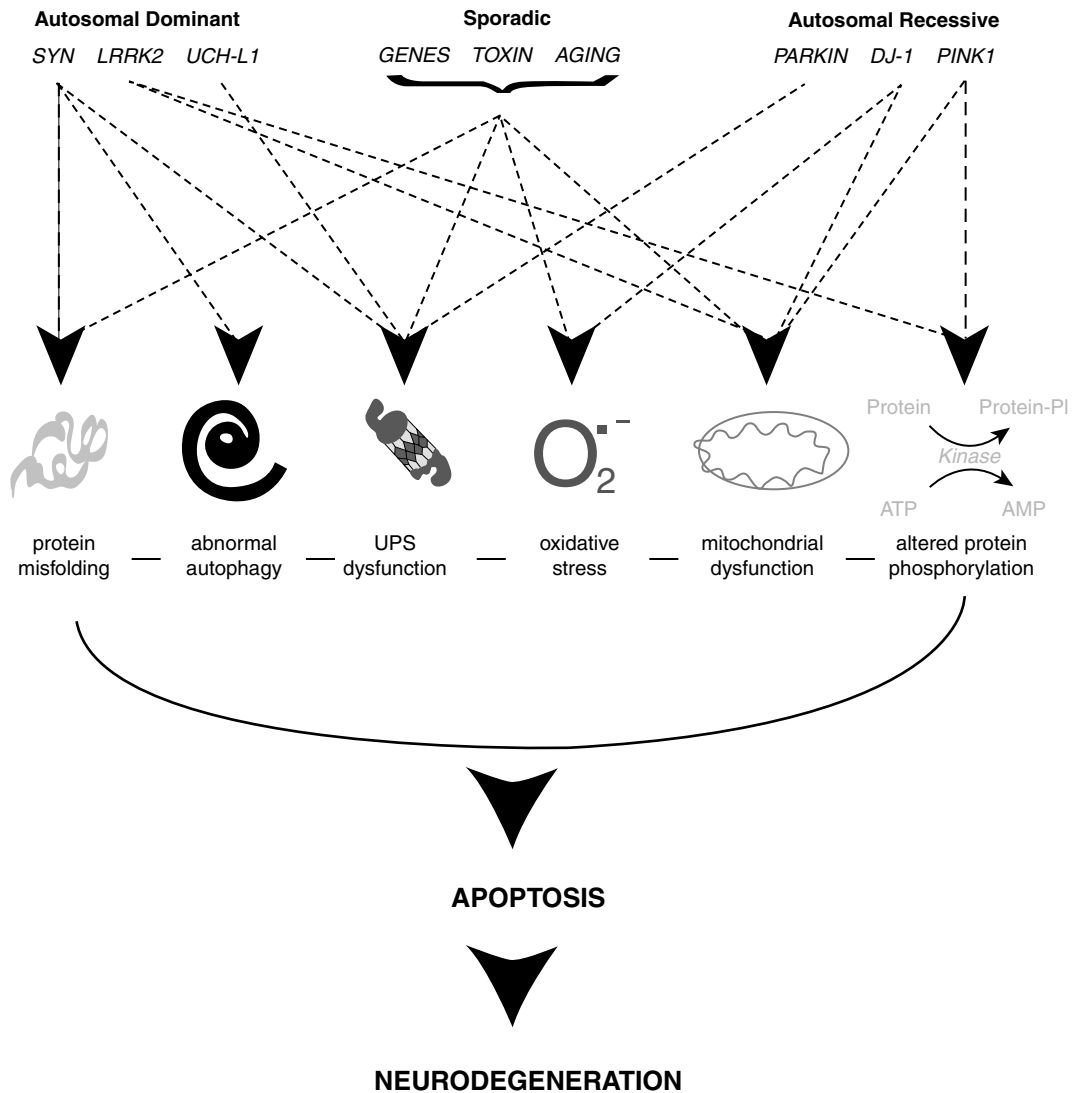 Autosomal Dominant
Sporadic
Autosomal Recessive
SYN LRRK2 UCH-L1
GENES TOXIN AGING
PARKIN DJ-1 PINK1
O2▪−
Protein Protein-PI
Kinase
ATP AMP
protein
misfolding
abnormal
autophagy
UPS
dysfunction
oxidative
stress
mitochondrial
dysfunction
altered protein
phosphorylation
APOPTOSIS
NEURODEGENERATION